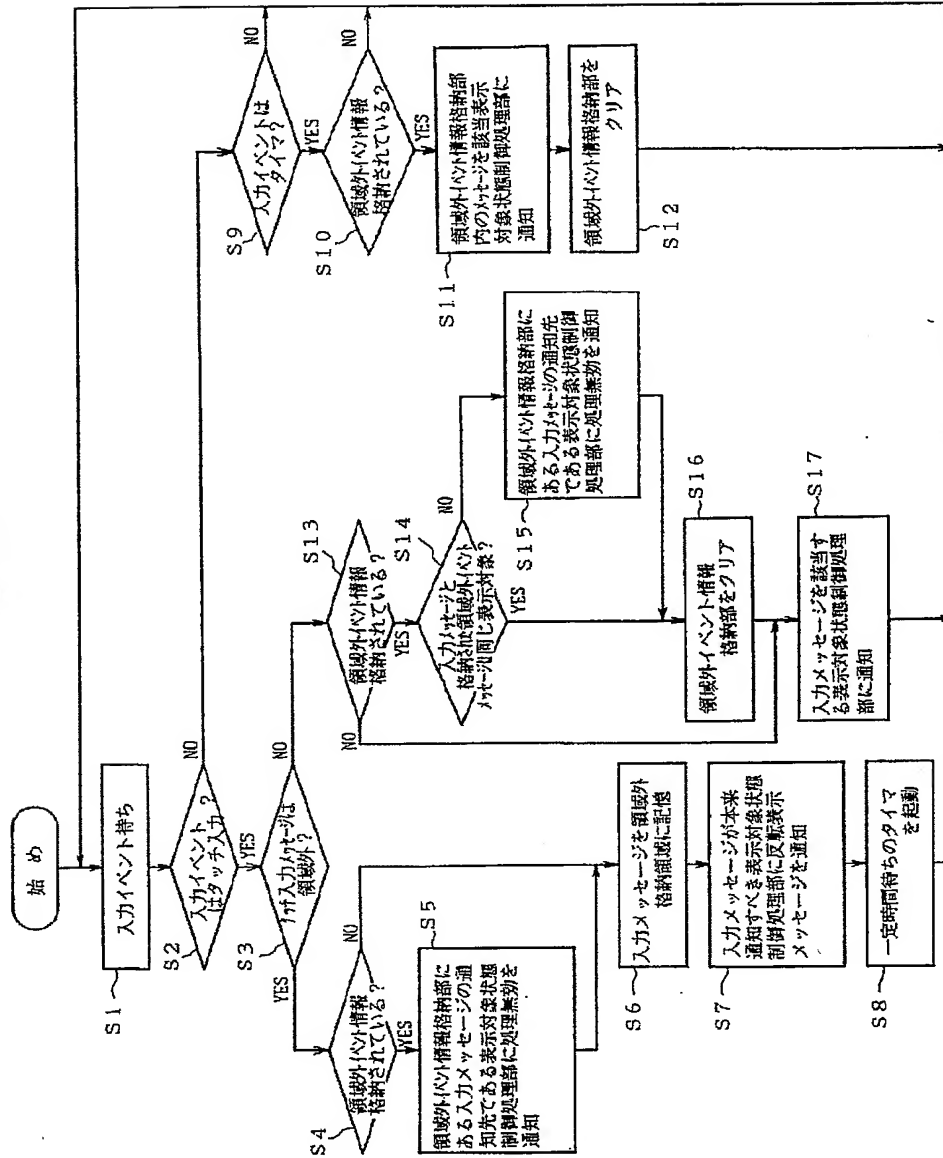 始め
S1
入力イベント待ち
S2
入力イベント
はタッチ入力？
NO
YES
S3
タッチ入力メッセージは
領域外？
YES
NO
S4
領域外イベント情報
格納されている？
NO
YES
S5
領域外イベント情報格納部に
ある入力メッセージの通
知先である表示対象状態
制御処理部に処理無効を
通知
S6
入力メッセージを領域外
格納領域に記憶
S7
入力メッセージが本来
通知すべき表示対象状態
制御処理部に反転表示
メッセージを通知
S8
一定時間待ちのタイマ
を起動
S13
領域外イベント情報
格納されている？
NO
YES
S14
入力メッセージと
格納された領域外イベント
メッセージは同じ表示対象？
NO
YES
S15
領域外イベント情報格納部に
ある入力メッセージの通知先
である表示対象状態制御
処理部に処理無効を通知
S16
領域外イベント情報
格納部をクリア
S17
入力メッセージを該当す
る表示対象状態制御処理
部に通知
S9
入力イベントは
タイマ？
NO
YES
S10
領域外イベント情報
格納されている？
NO
YES
S11
領域外イベント情報格納部
内のメッセージを該当表示
対象状態制御処理部に
通知
S12
領域外イベント情報格納部を
クリア